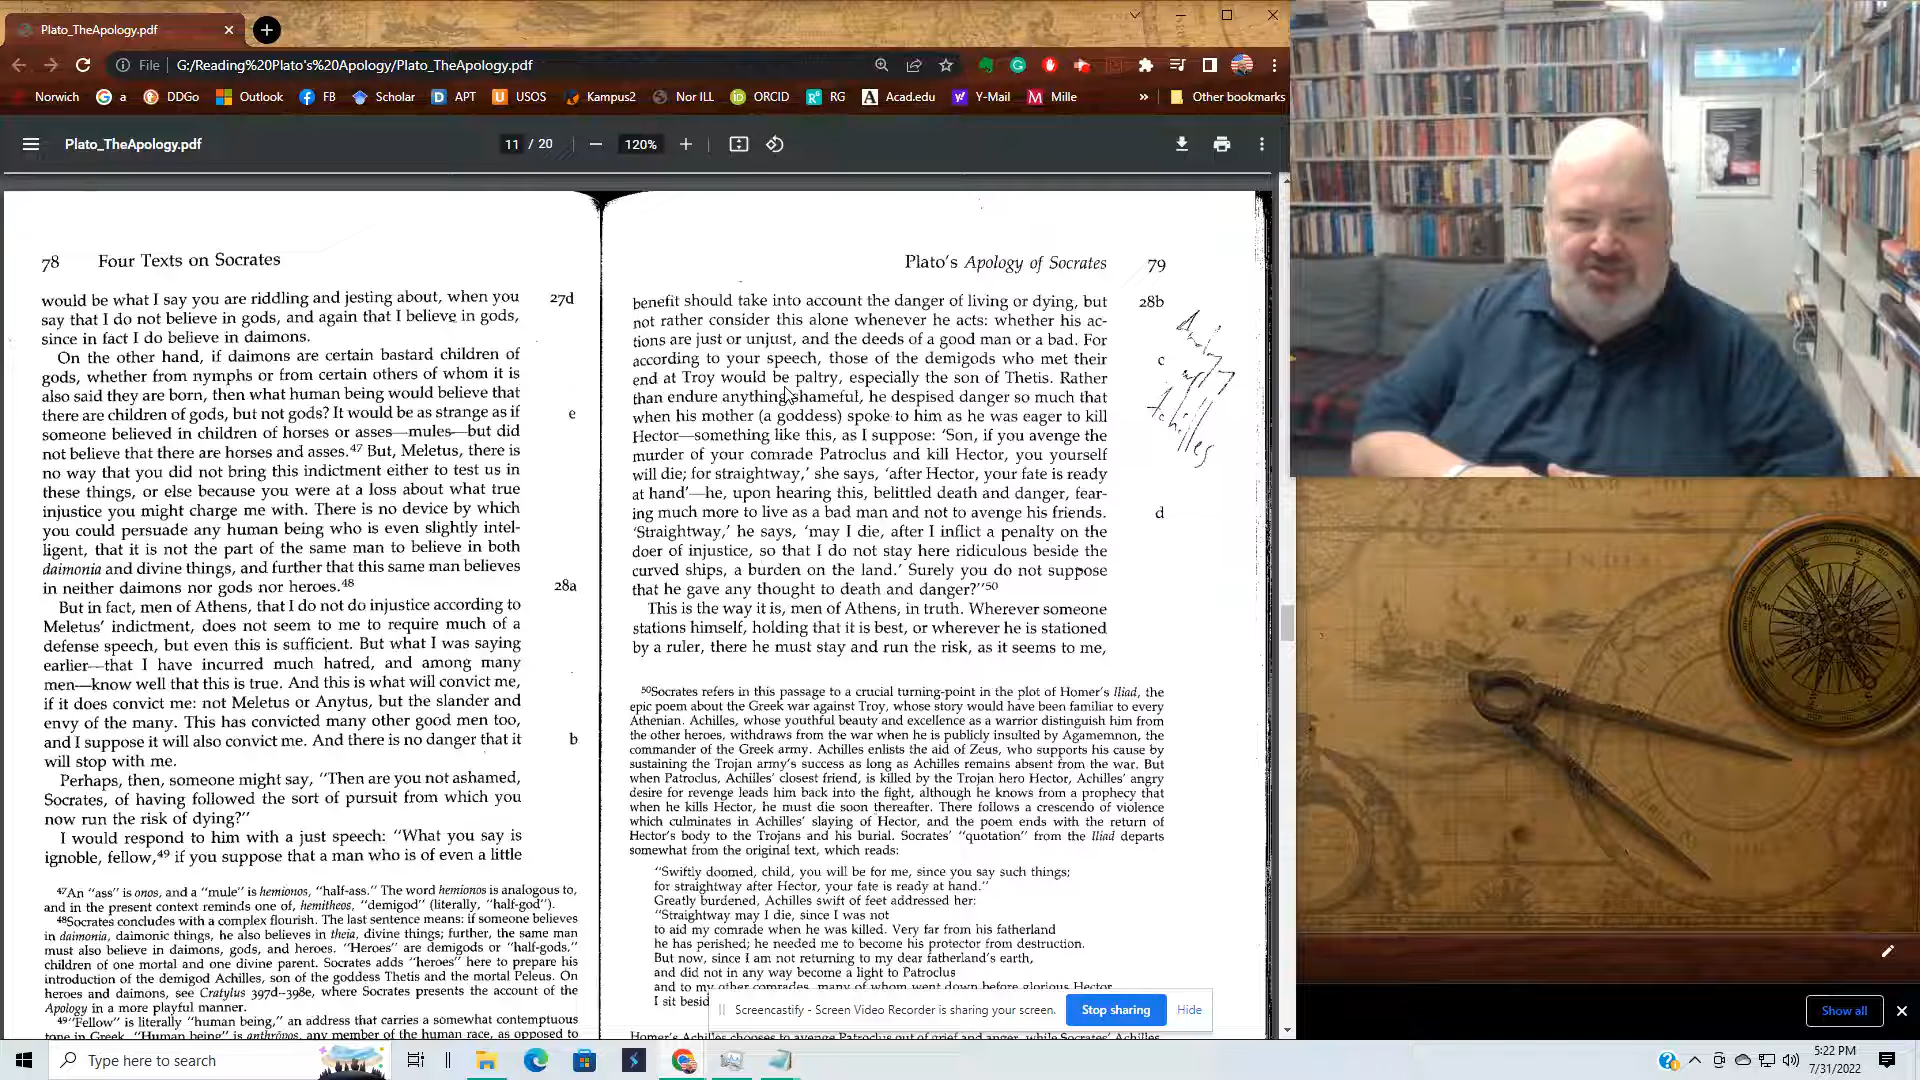 Plato_TheApology.pdf
File
G:/Reading%20Plato's%20Apology/Plato_TheApology.pdf
Norwich
a
DDGo
Outlook
FB
Scholar
APT
USOS
Kampus2
Nor ILL
ORCID
RG
Acad.edu
Y-Mail
Mille
»
Other bookmarks
Plato_TheApology.pdf
11 / 20
120%
78 Four Texts on Socrates
would be what I say you are riddling and jesting about, when you 27d
say that I do not believe in gods, and again that I believe in gods,
since in fact I do believe in daimons.
On the other hand, if daimons are certain bastard children of
gods, whether from nymphs or from certain others of whom it is
also said they are born, then what human being would believe that
there are children of gods, but not gods? It would be as strange as if e
someone believed in children of horses or asses—mules—but did
not believe that there are horses and asses.47 But, Meletus, there is
no way that you did not bring this indictment either to test us in
these things, or else because you were at a loss about what true
injustice you might charge me with. There is no device by which
you could persuade any human being who is even slightly intel-
ligent, that it is not the part of the same man to believe in both
daimonia and divine things, and further that this same man believes
in neither daimons nor gods nor heroes.48 28a
But in fact, men of Athens, that I do not do injustice according to
Meletus' indictment, does not seem to me to require much of a
defense speech, but even this is sufficient. But what I was saying
earlier—that I have incurred much hatred, and among many
men—know well that this is true. And this is what will convict me,
if it does convict me: not Meletus or Anytus, but the slander and
envy of the many. This has convicted many other good men too,
and I suppose it will also convict me. And there is no danger that it b
will stop with me.
Perhaps, then, someone might say, "Then are you not ashamed,
Socrates, of having followed the sort of pursuit from which you
now run the risk of dying?"
I would respond to him with a just speech: "What you say is
ignoble, fellow,49 if you suppose that a man who is of even a little
47An "ass" is onos, and a "mule" is hemionos, "half-ass." The word hemionos is analogous to,
and in the present context reminds one of, hemitheos, "demigod" (literally, "half-god").
48Socrates concludes with a complex flourish. The last sentence means: if someone believes
in daimonia, daimonic things, he also believes in theia, divine things; further, the same man
must also believe in daimons, gods, and heroes. "Heroes" are demigods or "half-gods,"
children of one mortal and one divine parent. Socrates adds "heroes" here to prepare his
introduction of the demigod Achilles, son of the goddess Thetis and the mortal Peleus. On
heroes and daimons, see Cratylus 397d–398e, where Socrates presents the account of the
Apology in a more playful manner.
49"Fellow" is literally "human being," an address that carries a somewhat contemptuous
tone in Greek. "Human being" is anthrōpos, any member of the human race, as opposed to
Plato's Apology of Socrates 79
benefit should take into account the danger of living or dying, but 28b
not rather consider this alone whenever he acts: whether his ac-
tions are just or unjust, and the deeds of a good man or a bad. For
according to your speech, those of the demigods who met their c
end at Troy would be paltry, especially the son of Thetis. Rather
than endure anything shameful, he despised danger so much that
when his mother (a goddess) spoke to him as he was eager to kill
Hector—something like this, as I suppose: 'Son, if you avenge the
murder of your comrade Patroclus and kill Hector, you yourself
will die; for straightway,' she says, 'after Hector, your fate is ready
at hand'—he, upon hearing this, belittled death and danger, fear-
ing much more to live as a bad man and not to avenge his friends. d
'Straightway,' he says, 'may I die, after I inflict a penalty on the
doer of injustice, so that I do not stay here ridiculous beside the
curved ships, a burden on the land.' Surely you do not suppose
that he gave any thought to death and danger?"50
This is the way it is, men of Athens, in truth. Wherever someone
stations himself, holding that it is best, or wherever he is stationed
by a ruler, there he must stay and run the risk, as it seems to me,
Achilles
50Socrates refers in this passage to a crucial turning-point in the plot of Homer's Iliad, the
epic poem about the Greek war against Troy, whose story would have been familiar to every
Athenian. Achilles, whose youthful beauty and excellence as a warrior distinguish him from
the other heroes, withdraws from the war when he is publicly insulted by Agamemnon, the
commander of the Greek army. Achilles enlists the aid of Zeus, who supports his cause by
sustaining the Trojan army's success as long as Achilles remains absent from the war. But
when Patroclus, Achilles' closest friend, is killed by the Trojan hero Hector, Achilles' angry
desire for revenge leads him back into the fight, although he knows from a prophecy that
when he kills Hector, he must die soon thereafter. There follows a crescendo of violence
which culminates in Achilles' slaying of Hector, and the poem ends with the return of
Hector's body to the Trojans and his burial. Socrates' "quotation" from the Iliad departs
somewhat from the original text, which reads:
"Swiftly doomed, child, you will be for me, since you say such things;
for straightway after Hector, your fate is ready at hand."
Greatly burdened, Achilles swift of feet addressed her:
"Straightway may I die, since I was not
to aid my comrade when he was killed. Very far from his fatherland
he has perished; he needed me to become his protector from destruction.
But now, since I am not returning to my dear fatherland's earth,
and did not in any way become a light to Patroclus
and to my other comrades, many of whom went down before glorious Hector
I sit besid
Homer's Achilles chooses to avenge Patroclus out of grief and anger, while Socrates' Achilles
Screencastify - Screen Video Recorder is sharing your screen.
Stop sharing
Hide
Show all
Type here to search
5:22 PM
7/31/2022